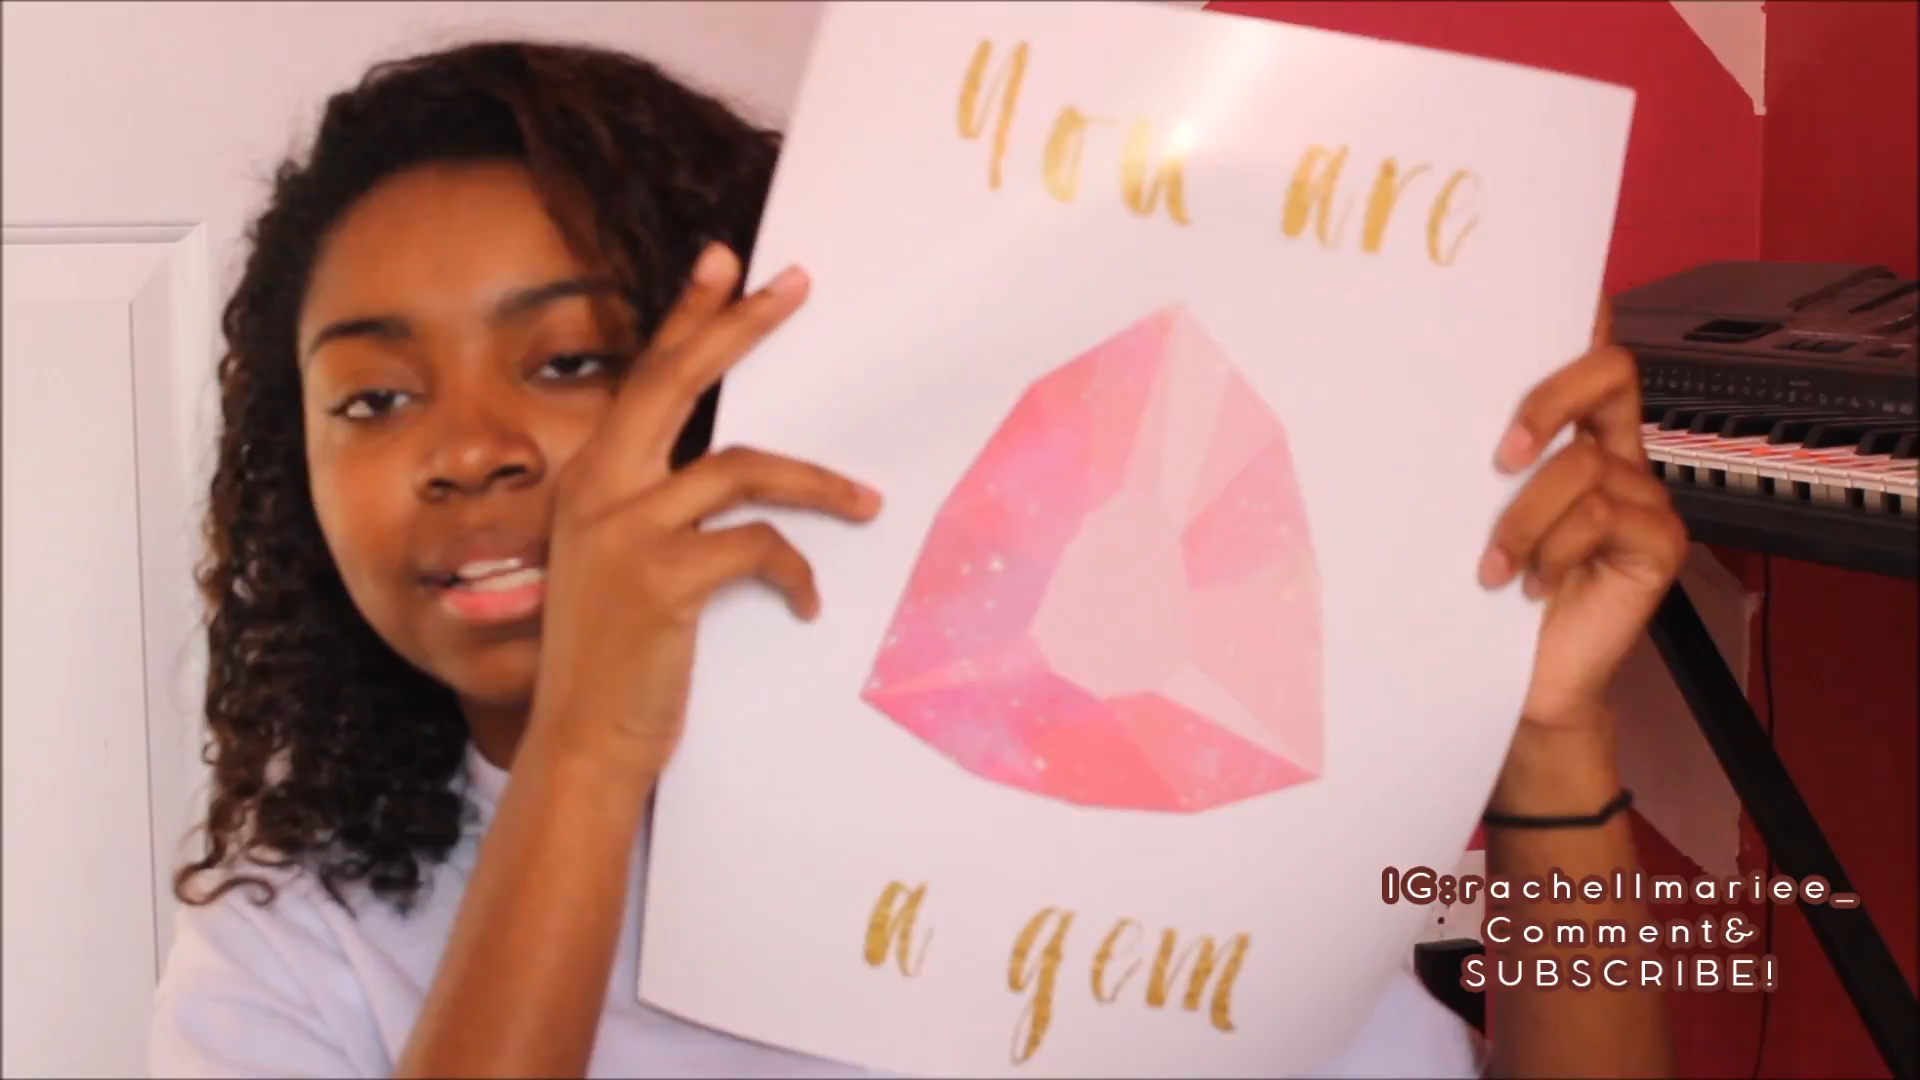 You are
a gem
IG:rachellmariee_
Comment&
SUBSCRIBE!